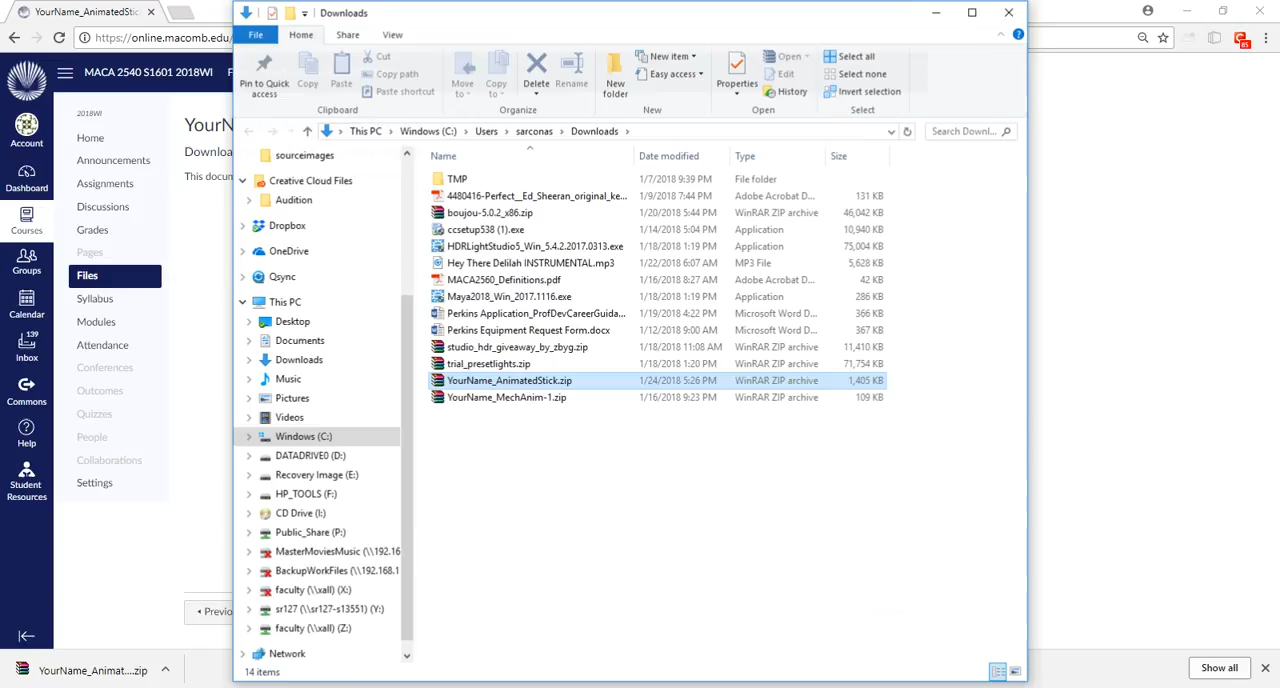 YourName_AnimatedStic
https://online.macomb.edu/
85
MACA 2540 S1601 2018WI
Account
Dashboard
Courses
Groups
Calendar
139
Inbox
Commons
Help
Student
Resources
2018WI
Home
Announcements
Assignments
Discussions
Grades
Pages
Files
Syllabus
Modules
Attendance
Conferences
Outcomes
Quizzes
People
Collaborations
Settings
YourN
Downloa
This docum
Previo
Downloads
File
Home
Share
View
Pin to Quick
access
Copy
Paste
Cut
Copy path
Paste shortcut
Clipboard
Move
to
Copy
to
Delete
Rename
Organize
New
folder
New item
Easy access
New
Properties
Open
Edit
History
Open
Select all
Select none
Invert selection
Select
This PC
Windows (C:)
Users
sarconas
Downloads
Search Downl...
sourceimages
Creative Cloud Files
Audition
Dropbox
OneDrive
Qsync
This PC
Desktop
Documents
Downloads
Music
Pictures
Videos
Windows (C:)
DATADRIVE0 (D:)
Recovery Image (E:)
HP_TOOLS (F:)
CD Drive (I:)
Public_Share (P:)
MasterMoviesMusic (\\192.16
BackupWorkFiles (\\192.168.1
faculty (\\xall) (X:)
sr127 (\\sr127-s13551) (Y:)
faculty (\\xall) (Z:)
Network
Name Date modified Type Size
TMP 1/7/2018 9:39 PM File folder
4480416-Perfect__Ed_Sheeran_original_ke... 1/9/2018 7:44 PM Adobe Acrobat D... 131 KB
boujou-5.0.2_x86.zip 1/20/2018 5:44 PM WinRAR ZIP archive 46,042 KB
ccsetup538 (1).exe 1/14/2018 5:04 PM Application 10,940 KB
HDRLightStudio5_Win_5.4.2.2017.0313.exe 1/18/2018 1:19 PM Application 75,004 KB
Hey There Delilah INSTRUMENTAL.mp3 1/22/2018 6:07 AM MP3 File 5,628 KB
MACA2560_Definitions.pdf 1/16/2018 8:27 AM Adobe Acrobat D... 42 KB
Maya2018_Win_2017.1116.exe 1/18/2018 1:19 PM Application 286 KB
Perkins Application_ProfDevCareerGuida... 1/19/2018 4:22 PM Microsoft Word D... 366 KB
Perkins Equipment Request Form.docx 1/12/2018 9:00 AM Microsoft Word D... 367 KB
studio_hdr_giveaway_by_zbyg.zip 1/18/2018 11:08 AM WinRAR ZIP archive 11,410 KB
trial_presetlights.zip 1/18/2018 1:20 PM WinRAR ZIP archive 71,754 KB
YourName_AnimatedStick.zip 1/24/2018 5:26 PM WinRAR ZIP archive 1,405 KB
YourName_MechAnim-1.zip 1/16/2018 9:23 PM WinRAR ZIP archive 109 KB
14 items
YourName_Animat....zip
Show all